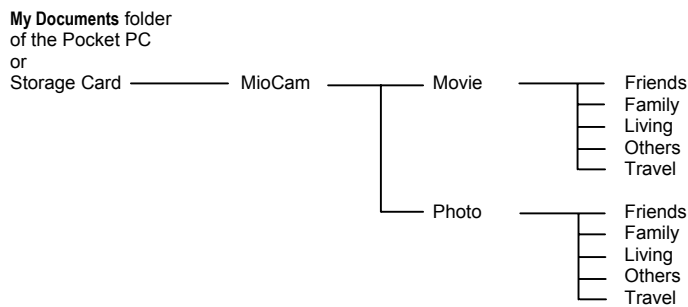 My Documents folder
of the Pocket PC
or
Storage Card MioCam Movie Friends
Family
Living
Others
Travel
Photo Friends
Family
Living
Others
Travel